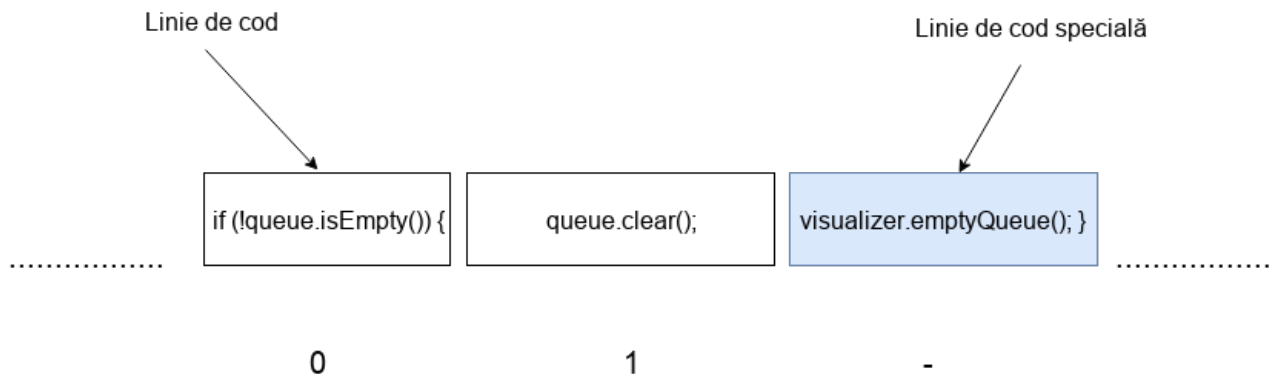 Linie de cod
Linie de cod specială
if (!queue.isEmpty()) {
queue.clear();
visualizer.emptyQueue(); }
.................
.................
0
1
-